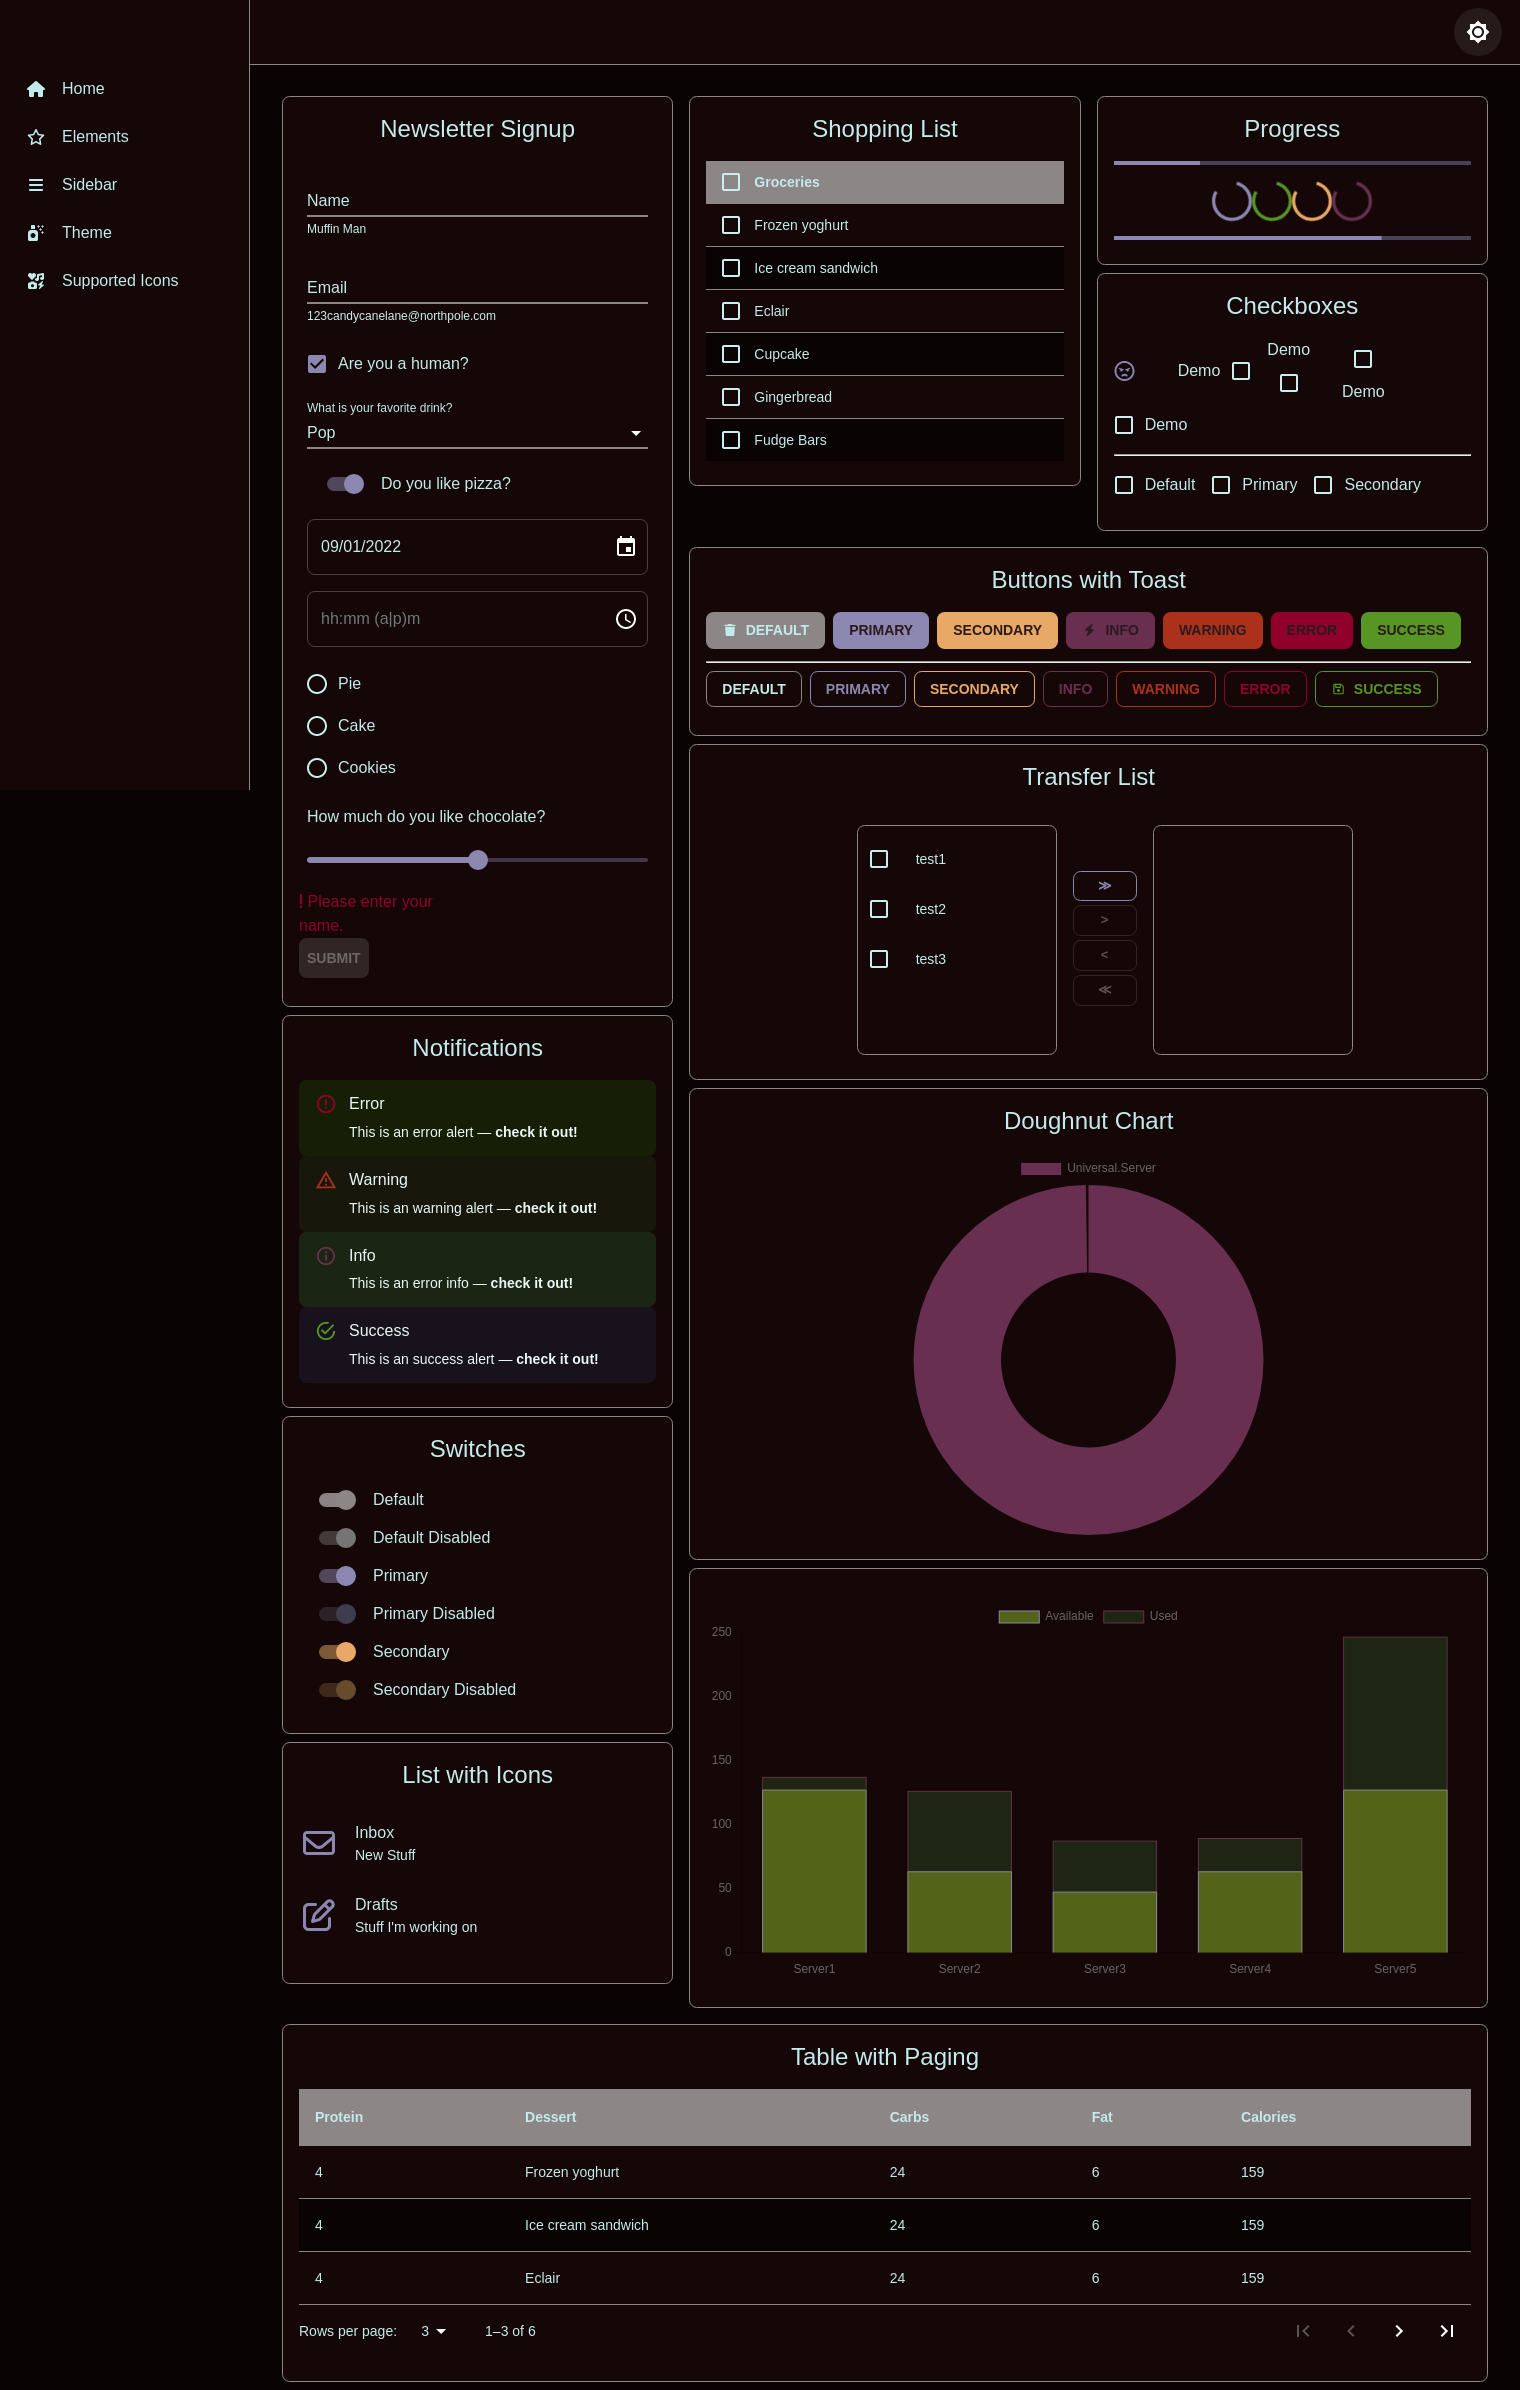 Home
Elements
Sidebar
Theme
Supported Icons
Newsletter Signup
Name
Muffin Man
Email
123candycanelane@northpole.com
Are you a human?
What is your favorite drink?
Pop
Do you like pizza?
09/01/2022
hh:mm (a|p)m
Pie
Cake
Cookies
How much do you like chocolate?
! Please enter your
name.
SUBMIT
Notifications
Error
This is an error alert — check it out!
Warning
This is an warning alert — check it out!
Info
This is an error info — check it out!
Success
This is an success alert — check it out!
Switches
Default
Default Disabled
Primary
Primary Disabled
Secondary
Secondary Disabled
List with Icons
Inbox
New Stuff
Drafts
Stuff I'm working on
Shopping List
Groceries
Frozen yoghurt
Ice cream sandwich
Eclair
Cupcake
Gingerbread
Fudge Bars
Progress
Checkboxes
Demo
Demo
Demo
Demo
Default Primary Secondary
Buttons with Toast
DEFAULT PRIMARY SECONDARY INFO WARNING ERROR SUCCESS
DEFAULT PRIMARY SECONDARY INFO WARNING ERROR SUCCESS
Transfer List
test1
test2
test3
≫
>
<
≪
Doughnut Chart
Universal.Server
Available Used
250
200
150
100
50
0
Server1 Server2 Server3 Server4 Server5
Table with Paging
Protein Dessert Carbs Fat Calories
4 Frozen yoghurt 24 6 159
4 Ice cream sandwich 24 6 159
4 Eclair 24 6 159
Rows per page: 3 1–3 of 6